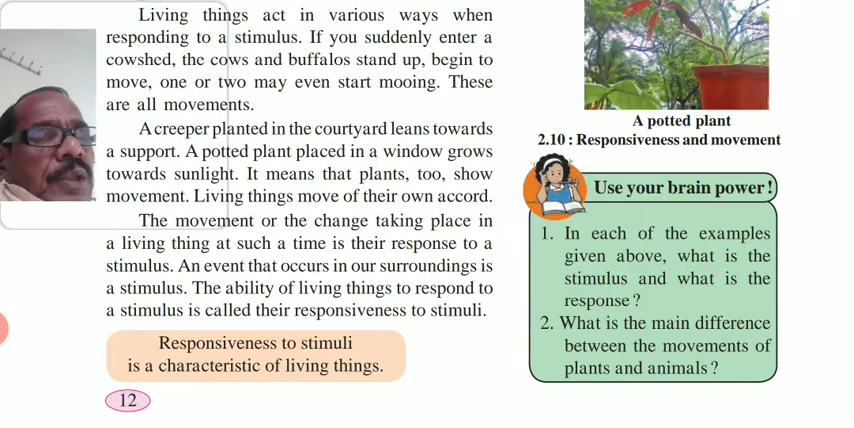 Living things act in various ways when
responding to a stimulus. If you suddenly enter a
cowshed, the cows and buffalos stand up, begin to
move, one or two may even start mooing. These
are all movements.
A creeper planted in the courtyard leans towards
a support. A potted plant placed in a window grows
towards sunlight. It means that plants, too, show
movement. Living things move of their own accord.
The movement or the change taking place in
a living thing at such a time is their response to a
stimulus. An event that occurs in our surroundings is
a stimulus. The ability of living things to respond to
a stimulus is called their responsiveness to stimuli.
Responsiveness to stimuli
is a characteristic of living things.
12
A potted plant
2.10 : Responsiveness and movement
Use your brain power !
1. In each of the examples
given above, what is the
stimulus and what is the
response ?
2. What is the main difference
between the movements of
plants and animals ?